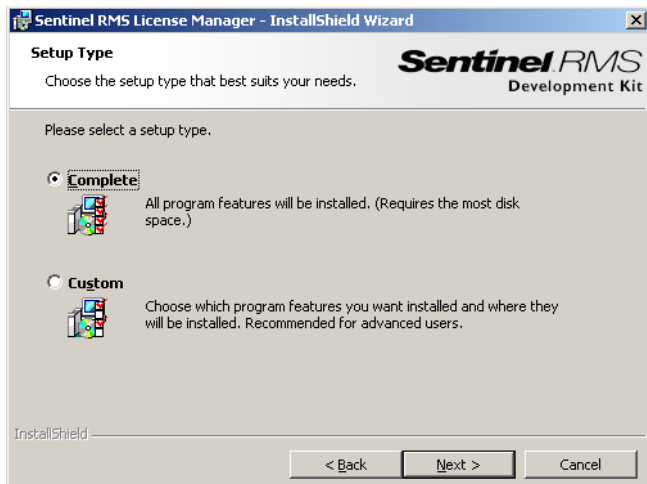 Sentinel RMS License Manager - InstallShield Wizard
Setup Type
Choose the setup type that best suits your needs.
Sentinel RMS
Development Kit
Please select a setup type.
Complete
All program features will be installed. (Requires the most disk
space.)
Custom
Choose which program features you want installed and where they
will be installed. Recommended for advanced users.
InstallShield
< Back
Next >
Cancel